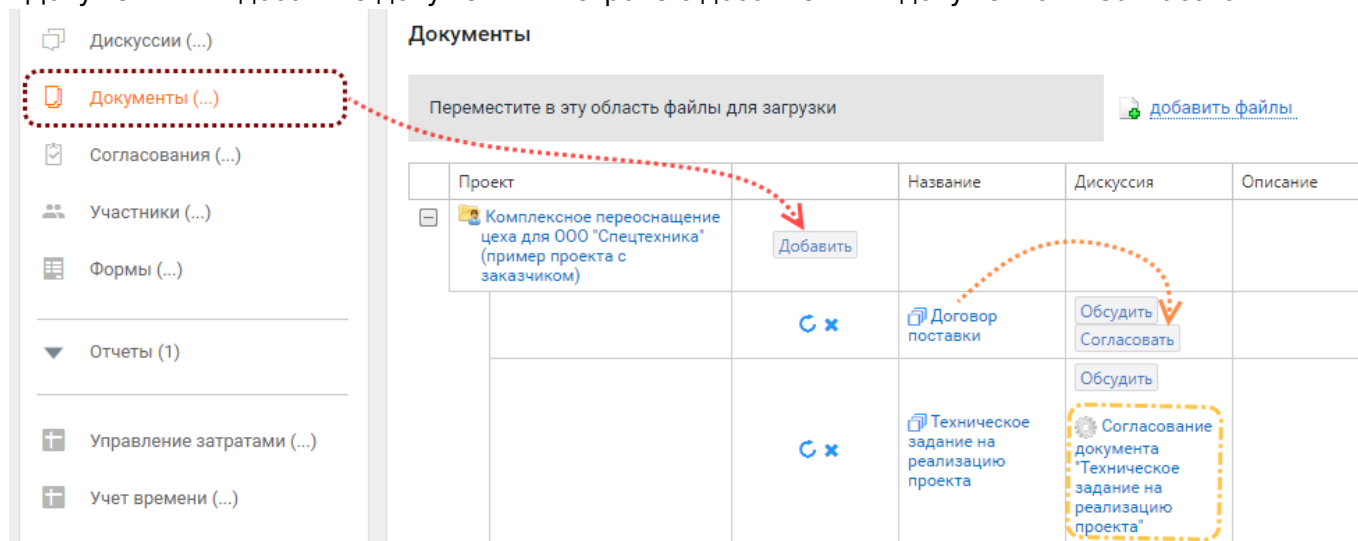 Дискуссии (...)
Документы (...)
Согласования (...)
Участники (...)
Формы (...)
Отчеты (1)
Управление затратами (...)
Учет времени (...)
Документы
Переместите в эту область файлы для загрузки
добавить файлы
Проект
Название
Дискуссия
Описание
Комплексное переоснащение
цеха для ООО "Спецтехника"
(пример проекта с
заказчиком)
Добавить
Договор
поставки
Обсудить
Согласовать
Техническое
задание на
реализацию
проекта
Обсудить
Согласование
документа
"Техническое
задание на
реализацию
проекта"